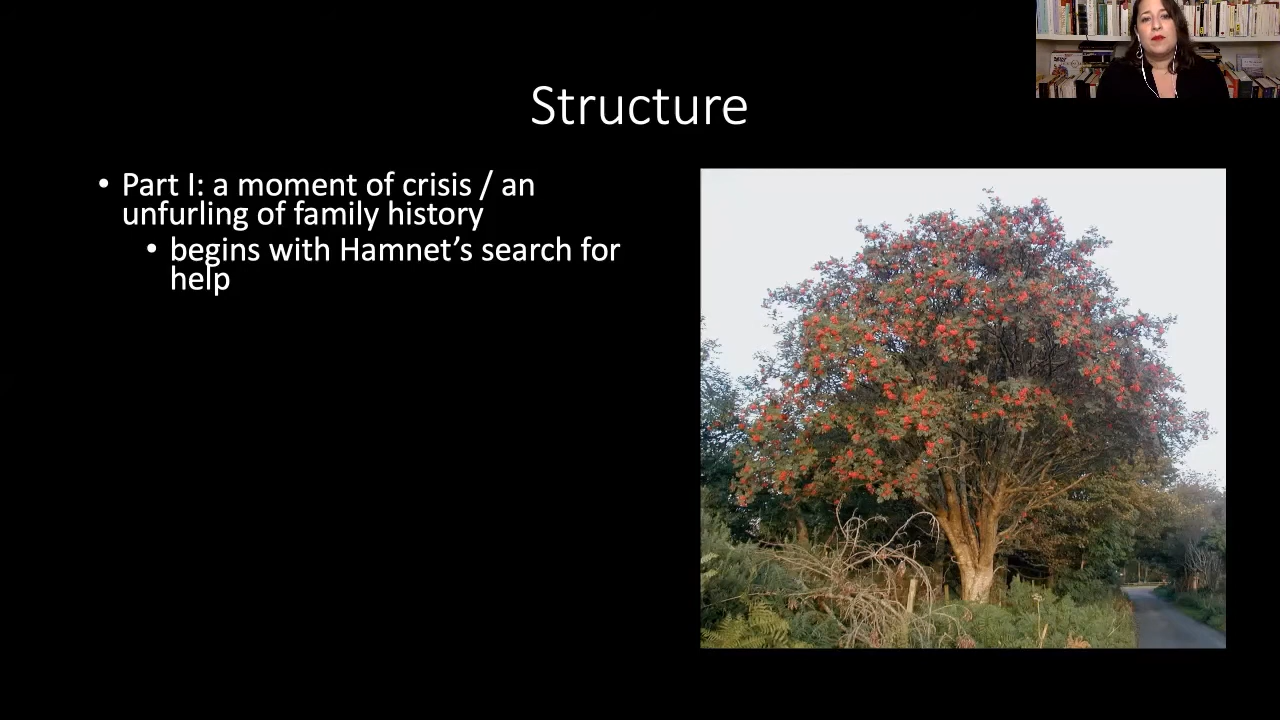 Structure
• Part I: a moment of crisis / an
unfurling of family history
• begins with Hamnet’s search for
help